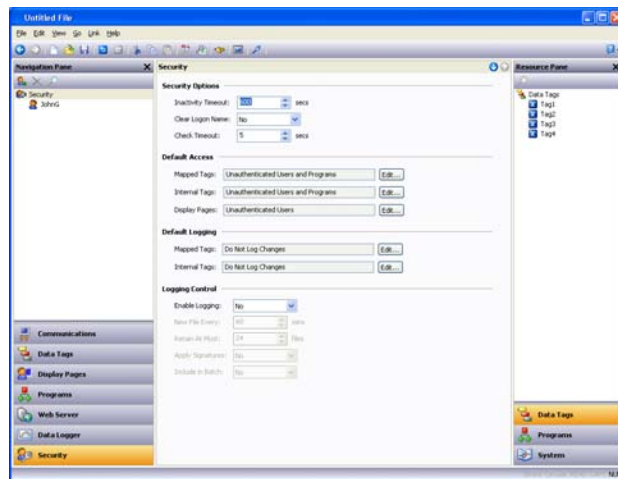 Untitled File
File Edit View Go Link Help
Navigation Pane
Security
JohnG
Communications
Data Tags
Display Pages
Programs
Web Server
Data Logger
Security
Security
Security Options
Inactivity Timeout: 600 secs
Clear Logon Name: No
Check Timeout: 5 secs
Default Access
Mapped Tags: Unauthenticated Users and Programs Edit...
Internal Tags: Unauthenticated Users and Programs Edit...
Display Pages: Unauthenticated Users Edit...
Default Logging
Mapped Tags: Do Not Log Changes Edit...
Internal Tags: Do Not Log Changes Edit...
Logging Control
Enable Logging: No
New File Every: 60 mins
Retain At Most: 24 files
Apply Signatures: No
Include in Batch: No
Resource Pane
Data Tags
Tag1
Tag2
Tag3
Tag4
Data Tags
Programs
System